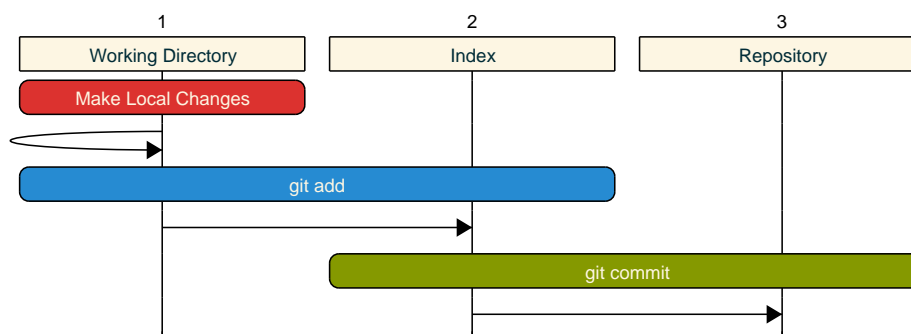 1 2 3
Working Directory Index Repository
Make Local Changes
git add
git commit